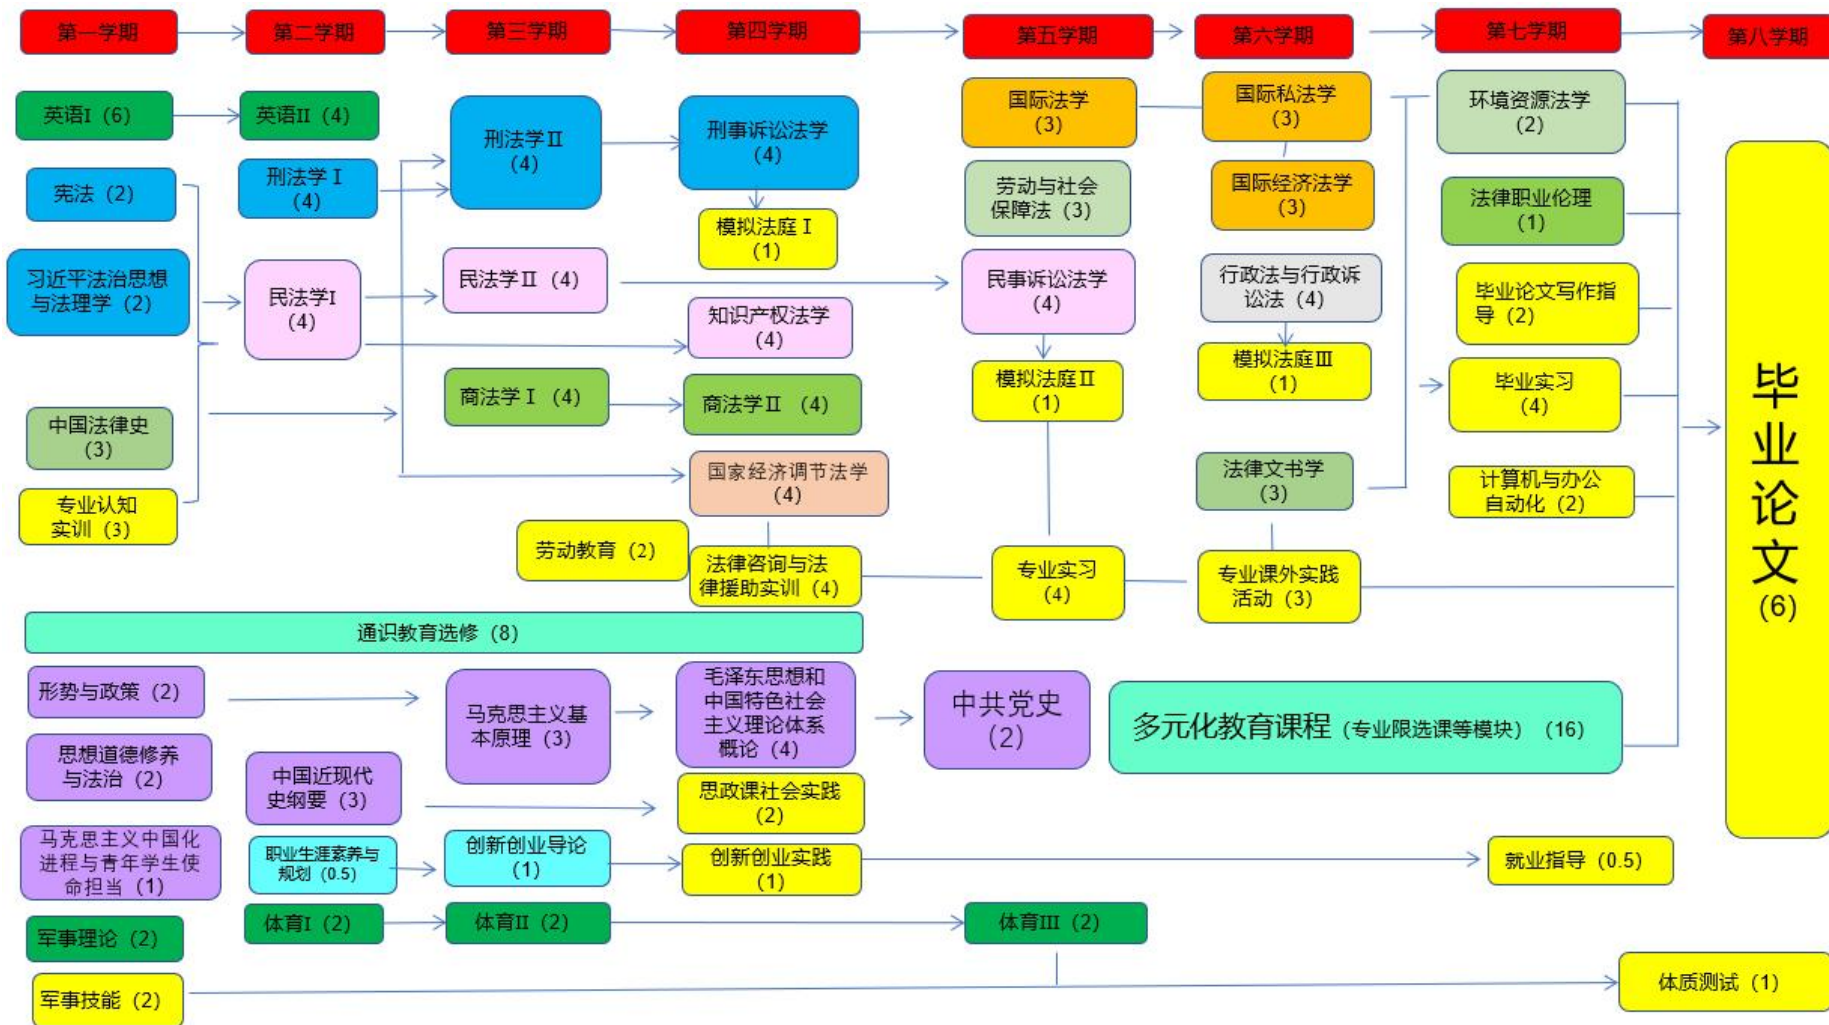 第一学期
第二学期
第三学期
第四学期
第五学期
第六学期
第七学期
第八学期
英语I（6）
英语II（4）
刑法学Ⅱ
（4）
刑事诉讼法学
（4）
国际法学
（3）
国际私法学
（3）
环境资源法学
（2）
宪法（2）
刑法学Ⅰ
（4）
模拟法庭Ⅰ
（1）
劳动与社会
保障法（3）
国际经济法学
（3）
法律职业伦理
（1）
习近平法治思想
与法理学（2）
民法学I
（4）
民法学Ⅱ（4）
知识产权法学
（4）
民事诉讼法学
（4）
行政法与行政诉
讼法（4）
毕业论文写作指
导（2）
模拟法庭Ⅱ
（1）
模拟法庭Ⅲ
（1）
毕业实习
（4）
中国法律史
（3）
商法学Ⅰ（4）
商法学Ⅱ（4）
专业认知
实训（3）
国家经济调节法学
（4）
法律文书学
（3）
计算机与办公
自动化（2）
劳动教育（2）
法律咨询与法
律援助实训（4）
专业实习
（4）
专业课外实践
活动（3）
毕
业
论
文
（6）
通识教育选修（8）
形势与政策（2）
思想道德修养
与法治（2）
中国近现代
史纲要（3）
马克思主义基
本原理（3）
毛泽东思想和
中国特色社会
主义理论体系
概论（4）
中共党史
（2）
多元化教育课程（专业限选课等模块）（16）
思政课社会实践
（2）
马克思主义中国化
进程与青年学生使
命担当（1）
职业生涯素养与
规划（0.5）
创新创业导论
（1）
创新创业实践
（1）
就业指导（0.5）
军事理论（2）
体育I（2）
体育II（2）
体育III（2）
军事技能（2）
体质测试（1）